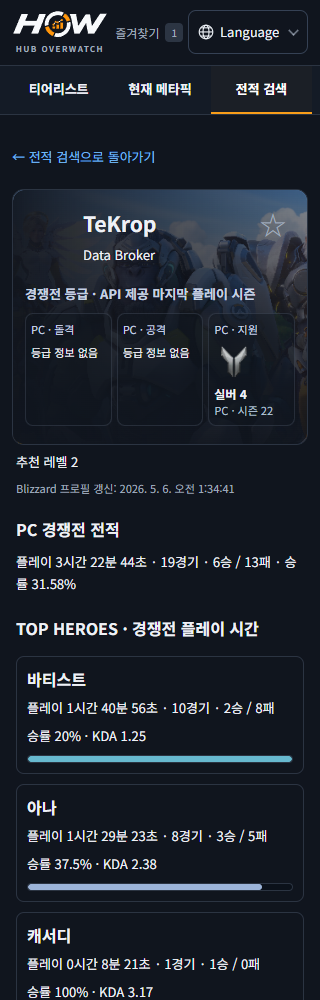 HOW
HUB OVERWATCH
즐겨찾기 1
Language
티어리스트 현재 메타픽 전적 검색
← 전적 검색으로 돌아가기
TeKrop
Data Broker
경쟁전 등급 · API 제공 마지막 플레이 시즌
PC · 돌격 PC · 공격 PC · 지원
등급 정보 없음 등급 정보 없음
실버 4
PC · 시즌 22
추천 레벨 2
Blizzard 프로필 갱신: 2026. 5. 6. 오전 1:34:41
PC 경쟁전 전적
플레이 3시간 22분 44초 · 19경기 · 6승 / 13패 · 승
률 31.58%
TOP HEROES · 경쟁전 플레이 시간
바티스트
플레이 1시간 40분 56초 · 10경기 · 2승 / 8패
승률 20% · KDA 1.25
아나
플레이 1시간 29분 23초 · 8경기 · 3승 / 5패
승률 37.5% · KDA 2.38
캐서디
플레이 0시간 8분 21초 · 1경기 · 1승 / 0패
승률 100% · KDA 3.17